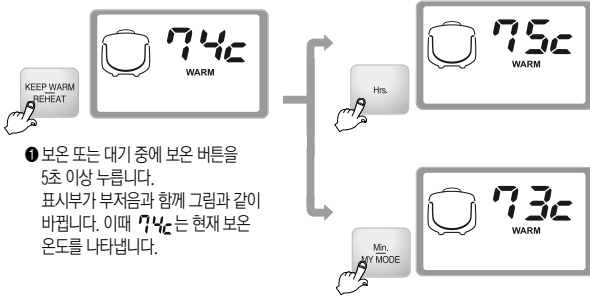 74c
WARM
KEEP WARM
REHEAT
❶ 보온 또는 대기 중에 보온 버튼을
5초 이상 누릅니다.
표시부가 부저음과 함께 그림과 같이
바뀝니다. 이때 74c는 현재 보온
온도를 나타냅니다.
75c
WARM
Hrs.
73c
WARM
Min.
MY MODE